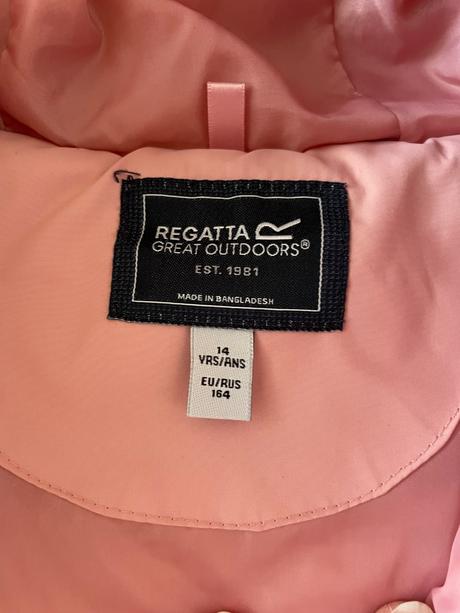 REGATTA
GREAT OUTDOORS®
EST. 1981
MADE IN BANGLADESH
14
YRS/ANS
EU/RUS
164